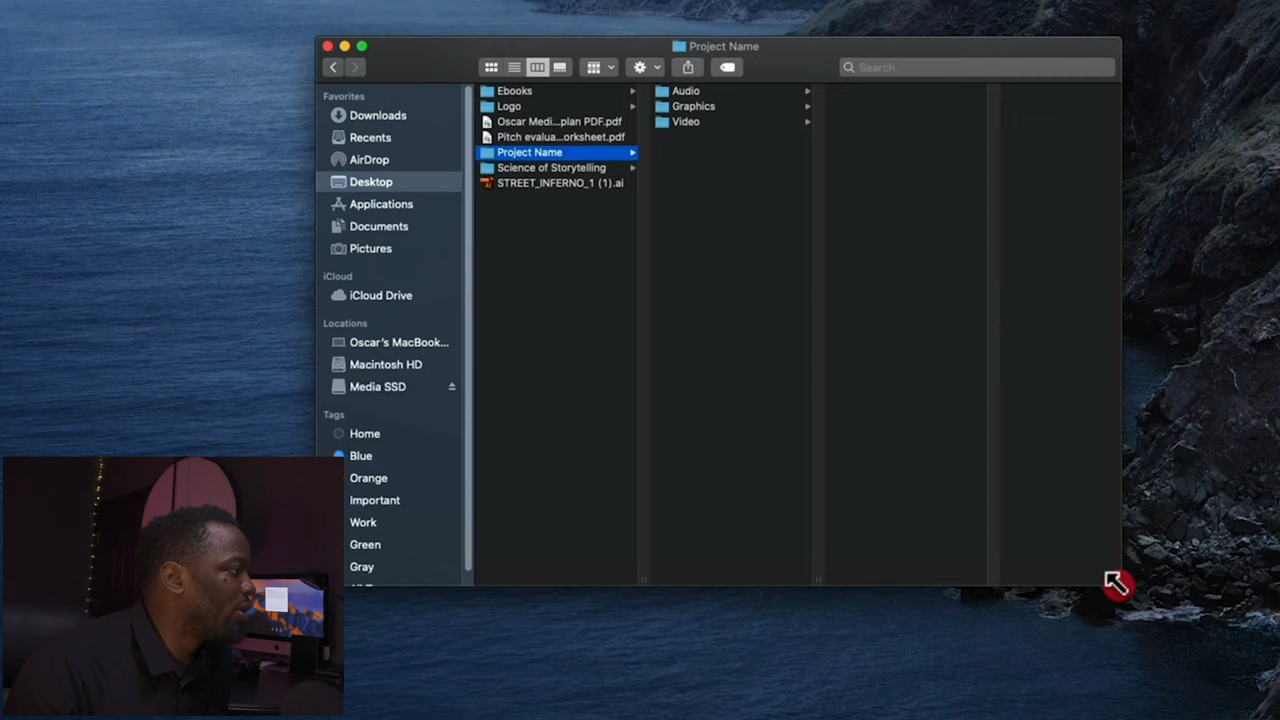 Project Name
Search
Favorites
Downloads
Recents
AirDrop
Desktop
Applications
Documents
Pictures
iCloud
iCloud Drive
Locations
Oscar's MacBook...
Macintosh HD
Media SSD
Tags
Home
Blue
Orange
Important
Work
Green
Gray
Ebooks
Logo
Oscar Medi...plan PDF.pdf
Pitch evalua...orksheet.pdf
Project Name
Science of Storytelling
STREET_INFERNO_1 (1).ai
Audio
Graphics
Video